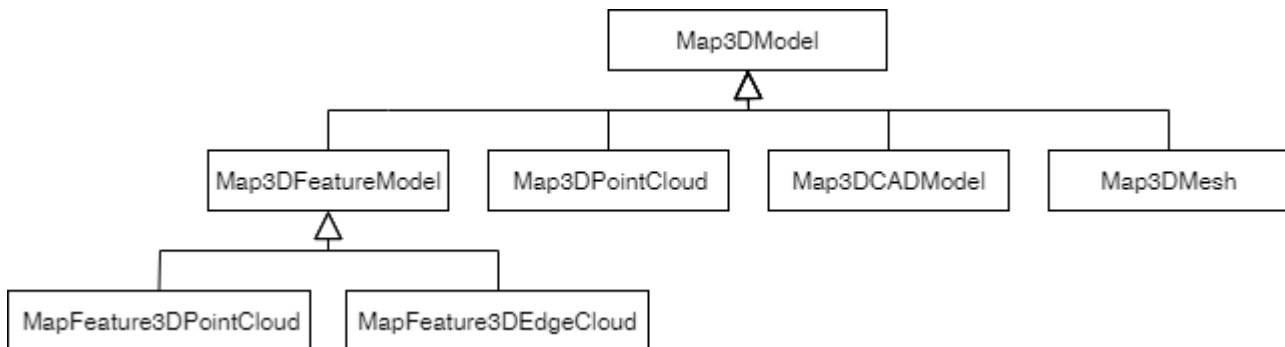 Map3DModel
Map3DFeatureModel
Map3DPointCloud
Map3DCADModel
Map3DMesh
MapFeature3DPointCloud
MapFeature3DEdgeCloud